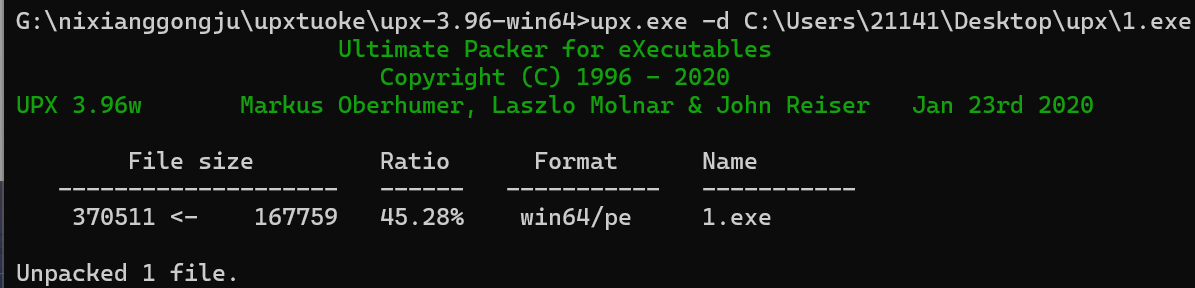 G:\nixianggongju\upxtuoke\upx-3.96-win64>upx.exe -d C:\Users\21141\Desktop\upx\1.exe
Ultimate Packer for eXecutables
Copyright (C) 1996 - 2020
UPX 3.96w       Markus Oberhumer, Laszlo Molnar & John Reiser   Jan 23rd 2020
File size         Ratio      Format      Name
--------------------   ------   -----------   -----------
370511 <-    167759   45.28%    win64/pe     1.exe
Unpacked 1 file.